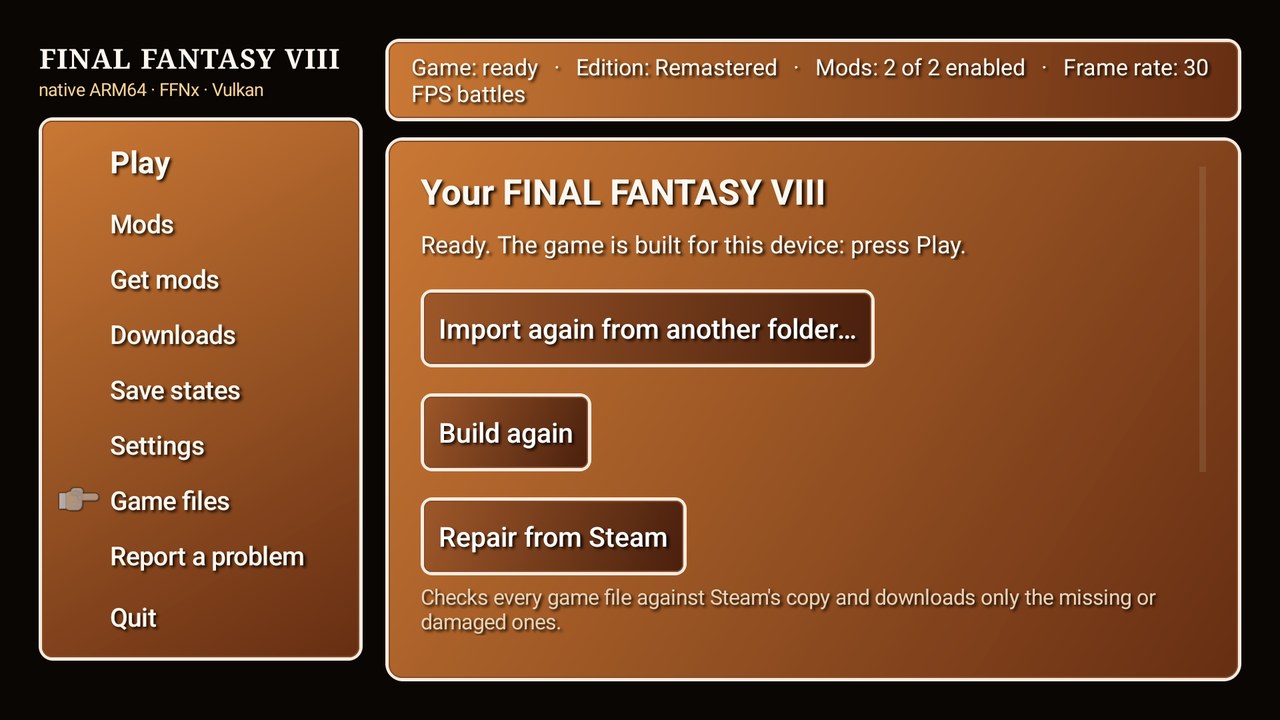 FINAL FANTASY VIII
native ARM64 · FFNx · Vulkan
Play
Mods
Get mods
Downloads
Save states
Settings
Game files
Report a problem
Quit
Game: ready · Edition: Remastered · Mods: 2 of 2 enabled · Frame rate: 30
FPS battles
Your FINAL FANTASY VIII
Ready. The game is built for this device: press Play.
Import again from another folder…
Build again
Repair from Steam
Checks every game file against Steam's copy and downloads only the missing or
damaged ones.